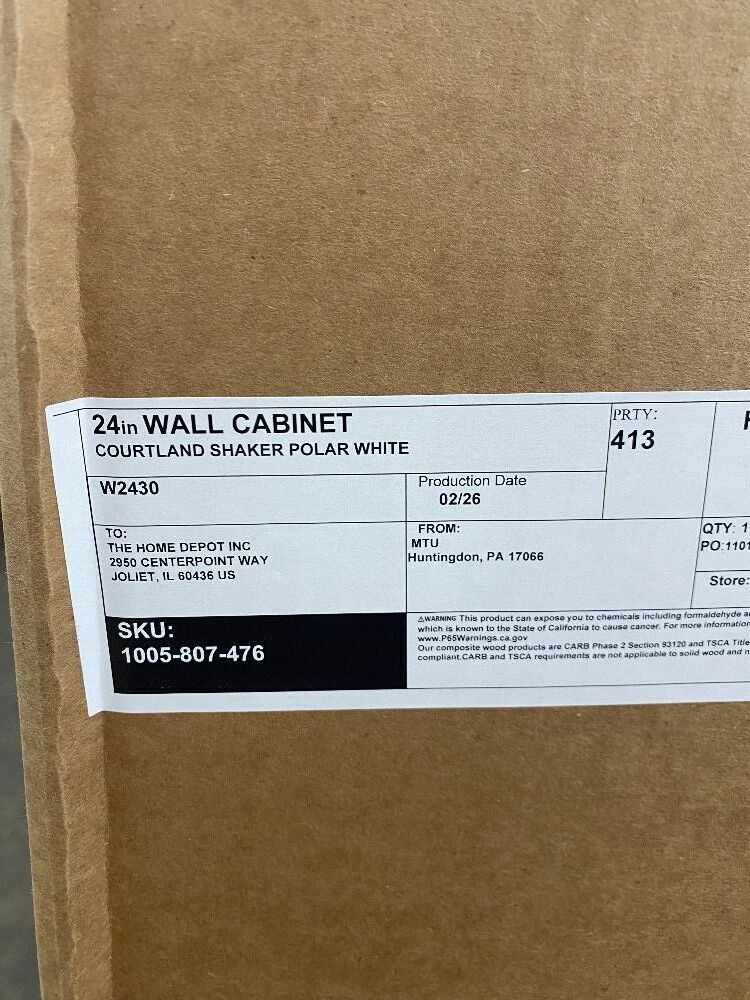 24in WALL CABINET
COURTLAND SHAKER POLAR WHITE
PRTY:
413
W2430
Production Date
02/26
TO:
THE HOME DEPOT INC
2950 CENTERPOINT WAY
JOLIET, IL 60436 US
FROM:
MTU
Huntingdon, PA 17066
QTY: 1
PO:1101
Store:
SKU:
1005-807-476
⚠WARNING This product can expose you to chemicals including formaldehyde
which is known to the State of California to cause cancer. For more information
www.P65Warnings.ca.gov
Our composite wood products are CARB Phase 2 Section 93120 and TSCA Title
compliant.CARB and TSCA requirements are not applicable to solid wood and